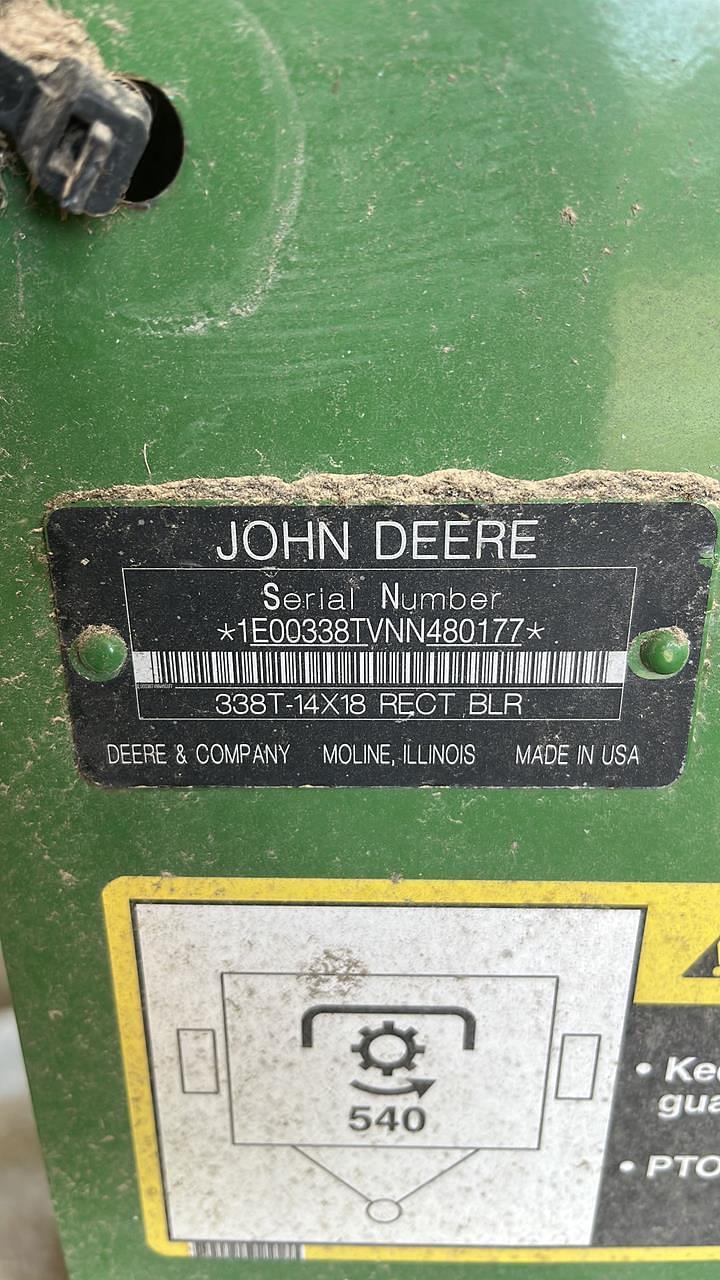 JOHN DEERE
Serial Number
*1E00338TVNN480177*
338T-14X18 RECT BLR
DEERE & COMPANY MOLINE, ILLINOIS MADE IN USA
540
• Kee
gua
• PTO